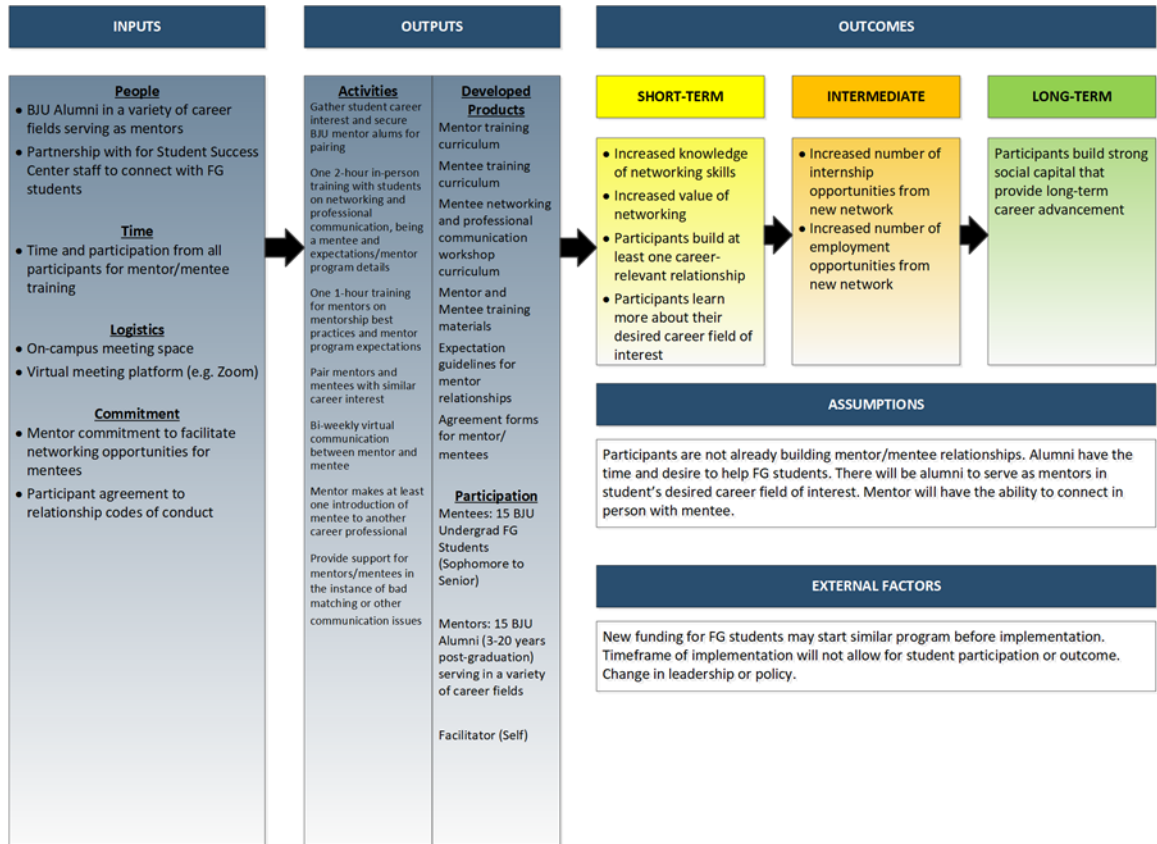 INPUTS
People
• BJU Alumni in a variety of career
fields serving as mentors
• Partnership with for Student Success
Center staff to connect with FG
students
Time
• Time and participation from all
participants for mentor/mentee
training
Logistics
• On-campus meeting space
• Virtual meeting platform (e.g. Zoom)
Commitment
• Mentor commitment to facilitate
networking opportunities for
mentees
• Participant agreement to
relationship codes of conduct
OUTPUTS
Activities
Gather student career
interest and secure
BJU mentor alums for
pairing
One 2-hour in-person
training with students
on networking and
professional
communication, being
a mentee and
expectations/mentor
program details
One 1-hour training
for mentors on
mentorship best
practices and mentor
program expectations
Pair mentors and
mentees with similar
career interest
Bi-weekly virtual
communication
between mentor and
mentee
Mentor makes at least
one introduction of
mentee to another
career professional
Provide support for
mentors/mentees in
the instance of bad
matching or other
communication issues
Developed
Products
Mentor training
curriculum
Mentee training
curriculum
Mentee networking
and professional
communication
workshop
curriculum
Mentor and
Mentee training
materials
Expectation
guidelines for
mentor
relationships
Agreement forms
for mentor/
mentees
Participation
Mentees: 15 BJU
Undergrad FG
Students
(Sophomore to
Senior)
Mentors: 15 BJU
Alumni (3-20 years
post-graduation)
serving in a variety
of career fields
Facilitator (Self)
OUTCOMES
SHORT-TERM
• Increased knowledge
of networking skills
• Increased value of
networking
• Participants build at
least one career-
relevant relationship
• Participants learn
more about their
desired career field of
interest
INTERMEDIATE
• Increased number of
internship
opportunities from
new network
• Increased number of
employment
opportunities from
new network
LONG-TERM
Participants build strong
social capital that
provide long-term
career advancement
ASSUMPTIONS
Participants are not already building mentor/mentee relationships. Alumni have the
time and desire to help FG students. There will be alumni to serve as mentors in
student's desired career field of interest. Mentor will have the ability to connect in
person with mentee.
EXTERNAL FACTORS
New funding for FG students may start similar program before implementation.
Timeframe of implementation will not allow for student participation or outcome.
Change in leadership or policy.